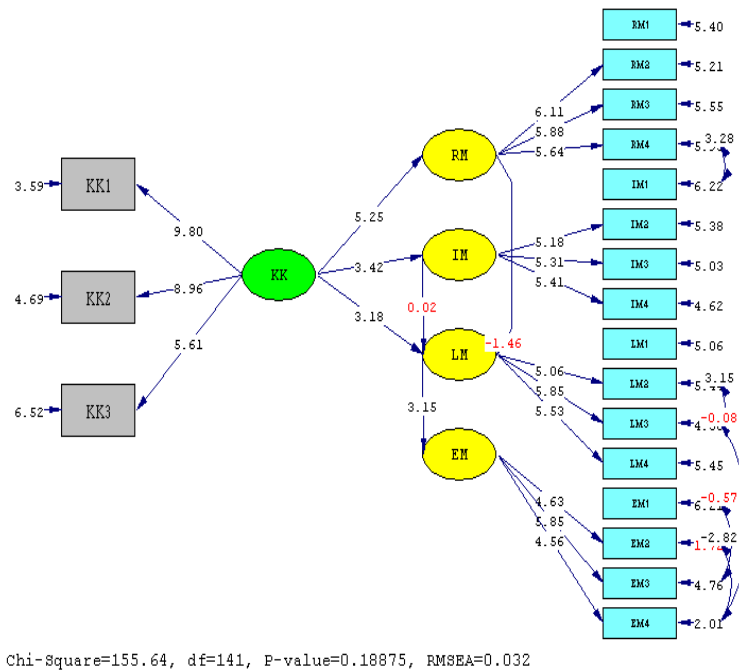 RM1 5.40
RM2 5.21
6.11
RM3 5.55
5.88
RM RM4 3.28
5.64
3.59 KK1 IM1 6.22
5.25
9.80 IM2 5.38
5.18
IM IM3 5.03
5.31
KK 3.42
5.41
8.96
4.69 KK2 IM4 4.62
0.02
3.18
-1.46 LM1 5.06
5.61 LM
5.06 LM2 3.15
5.85
3.15 5.53 -0.08
6.52 KK3 LM3
EM LM4 5.45
-0.57
4.63 EM1
5.85
4.56 EM2 -2.82
EM3 4.76
EM4 2.01
Chi-Square=155.64, df=141, P-value=0.18875, RMSEA=0.032